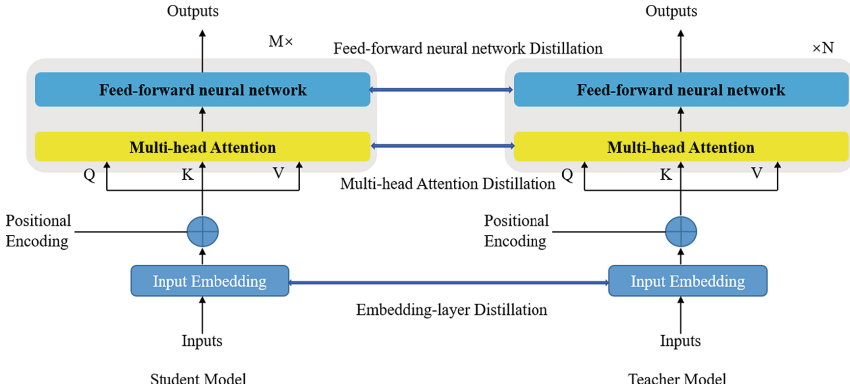 Outputs
Outputs
M×
Feed-forward neural network Distillation
×N
Feed-forward neural network
Feed-forward neural network
Multi-head Attention
Multi-head Attention
Q
K
V
Multi-head Attention Distillation
Q
K
V
Positional
Encoding
Positional
Encoding
Input Embedding
Input Embedding
Embedding-layer Distillation
Inputs
Inputs
Student Model
Teacher Model